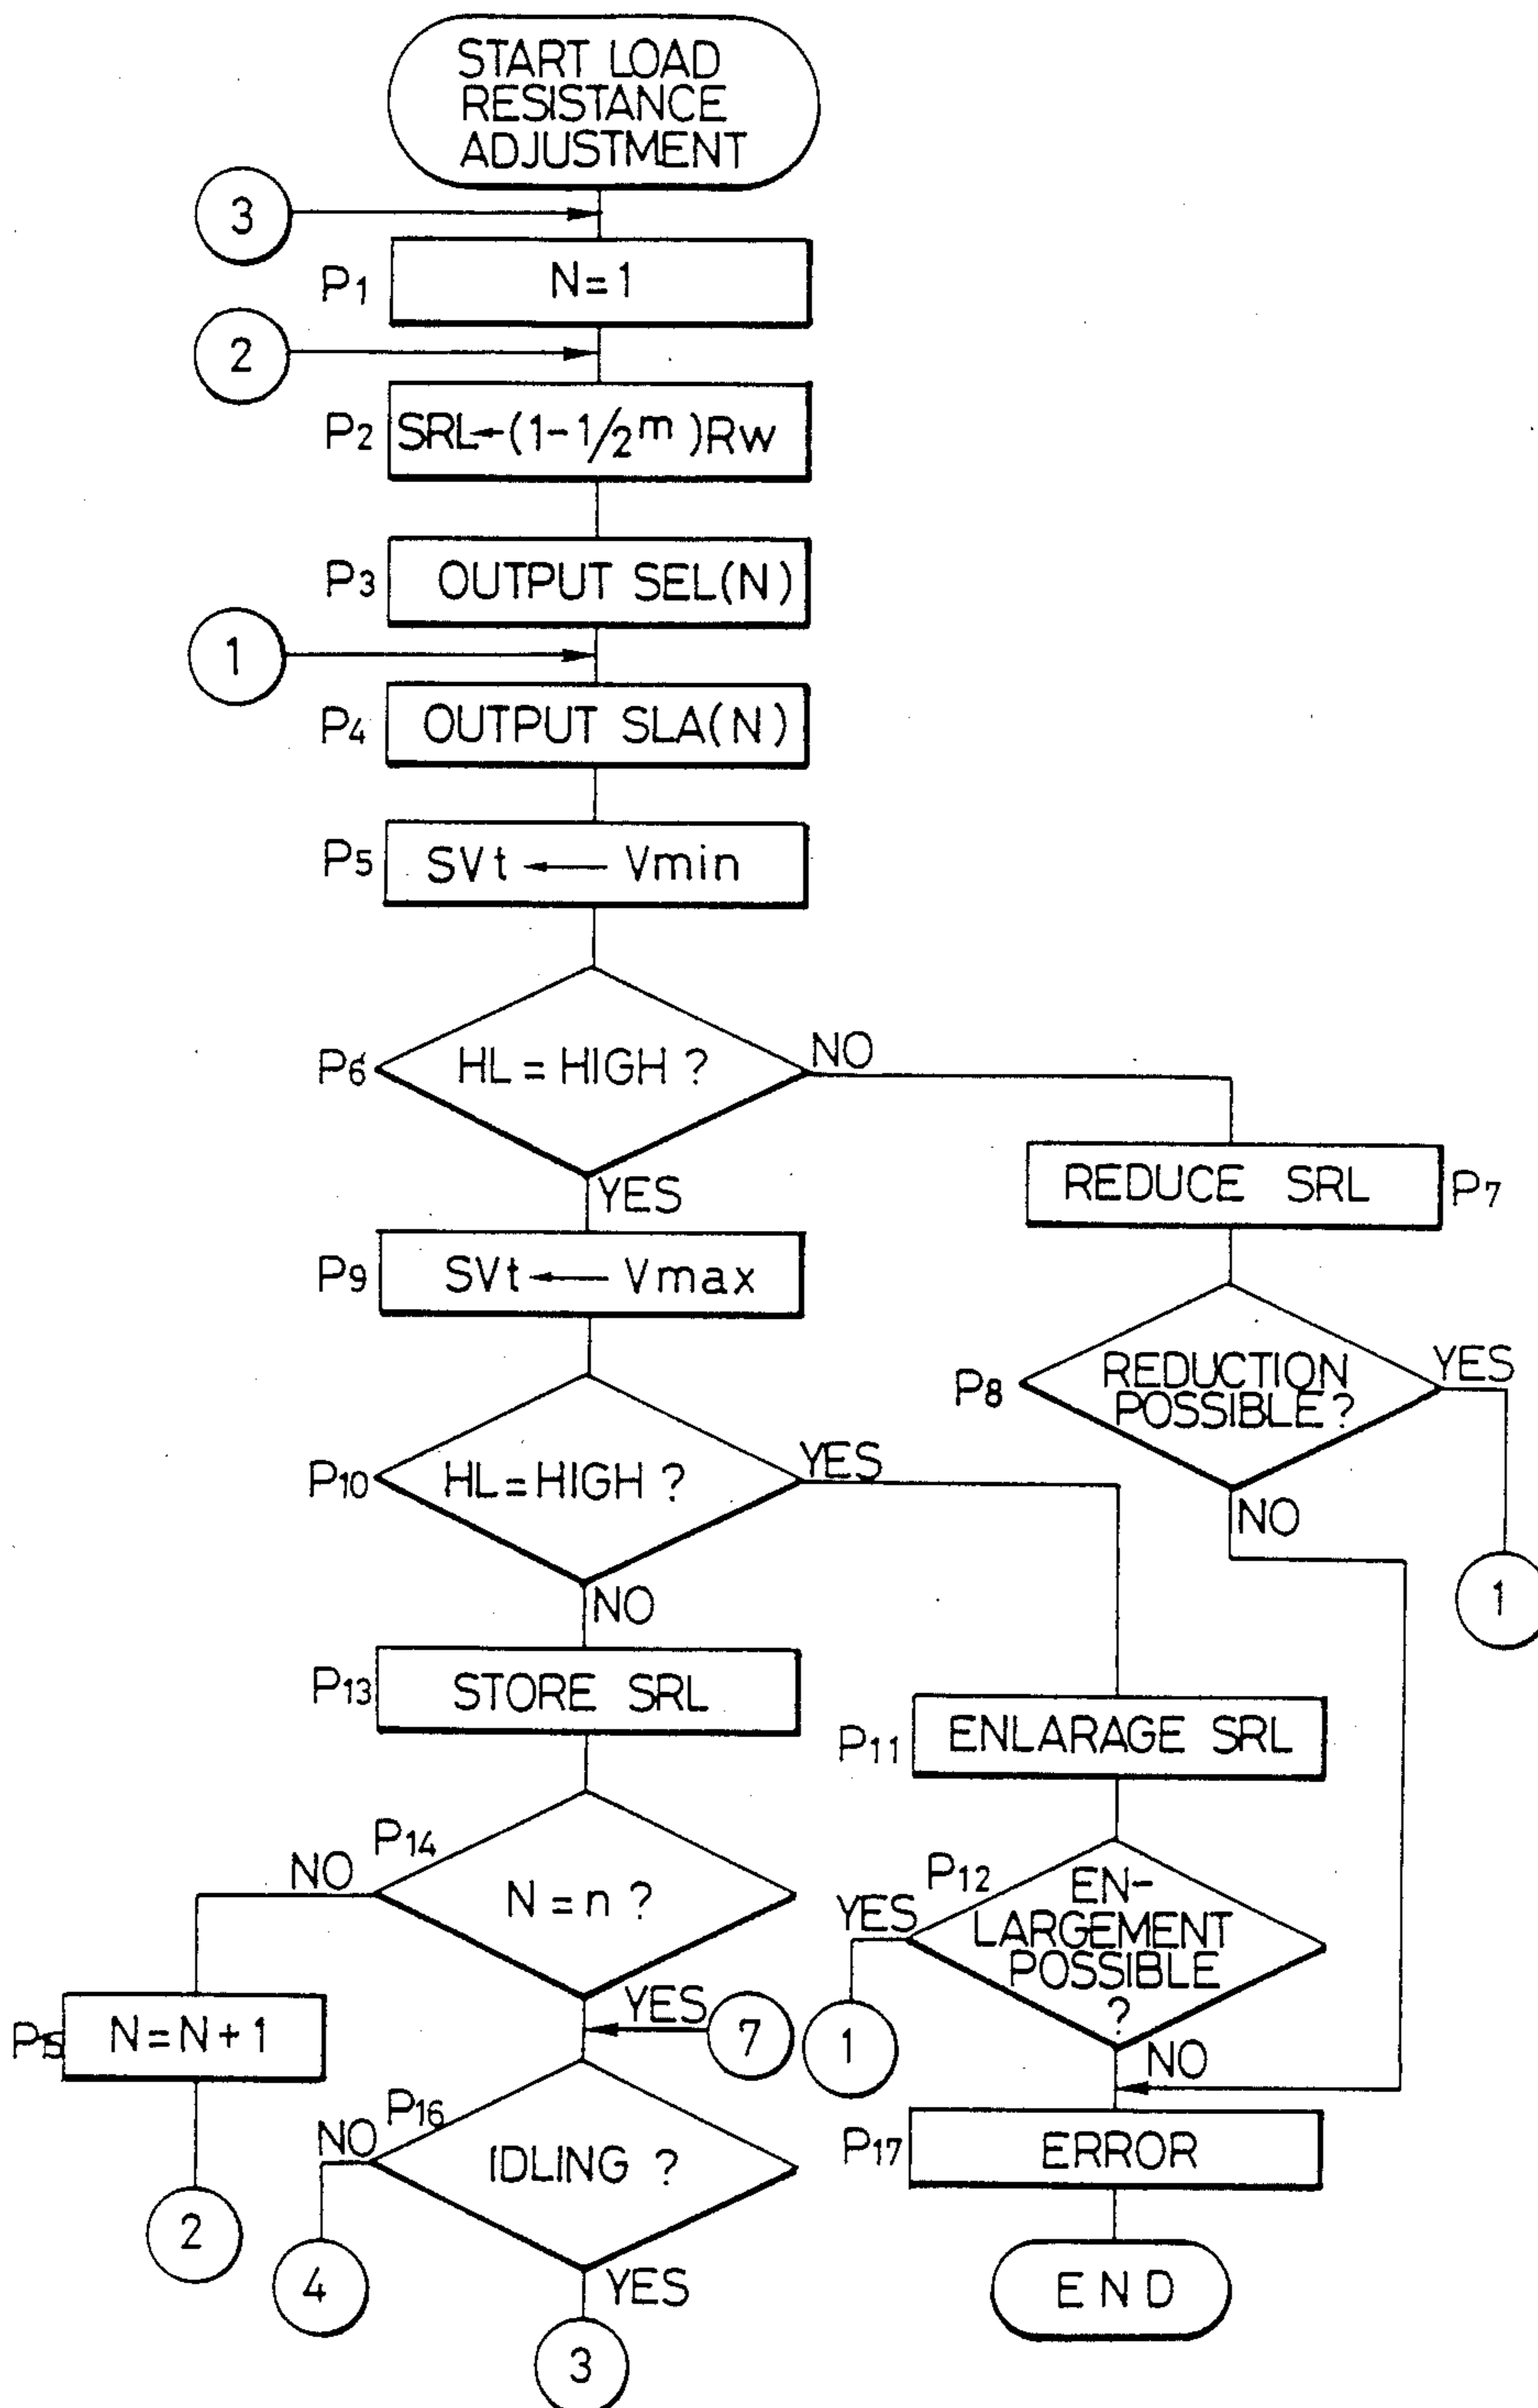 START LOAD
RESISTANCE
ADJUSTMENT
3
P1
N=1
2
P2
SRL←(1-1/2m)Rw
P3
OUTPUT SEL(N)
1
P4
OUTPUT SLA(N)
P5
SVt ← Vmin
P6
HL=HIGH ?
NO
YES
REDUCE SRL
P7
P9
SVt ← Vmax
P8
REDUCTION
POSSIBLE?
YES
NO
1
P10
HL=HIGH ?
YES
NO
P13
STORE SRL
P11
ENLARAGE SRL
P14
N=n ?
NO
YES
7
P12
EN-
LARGEMENT
POSSIBLE
?
YES
1
NO
P15
N=N+1
2
P16
IDLING ?
NO
4
YES
3
P17
ERROR
END